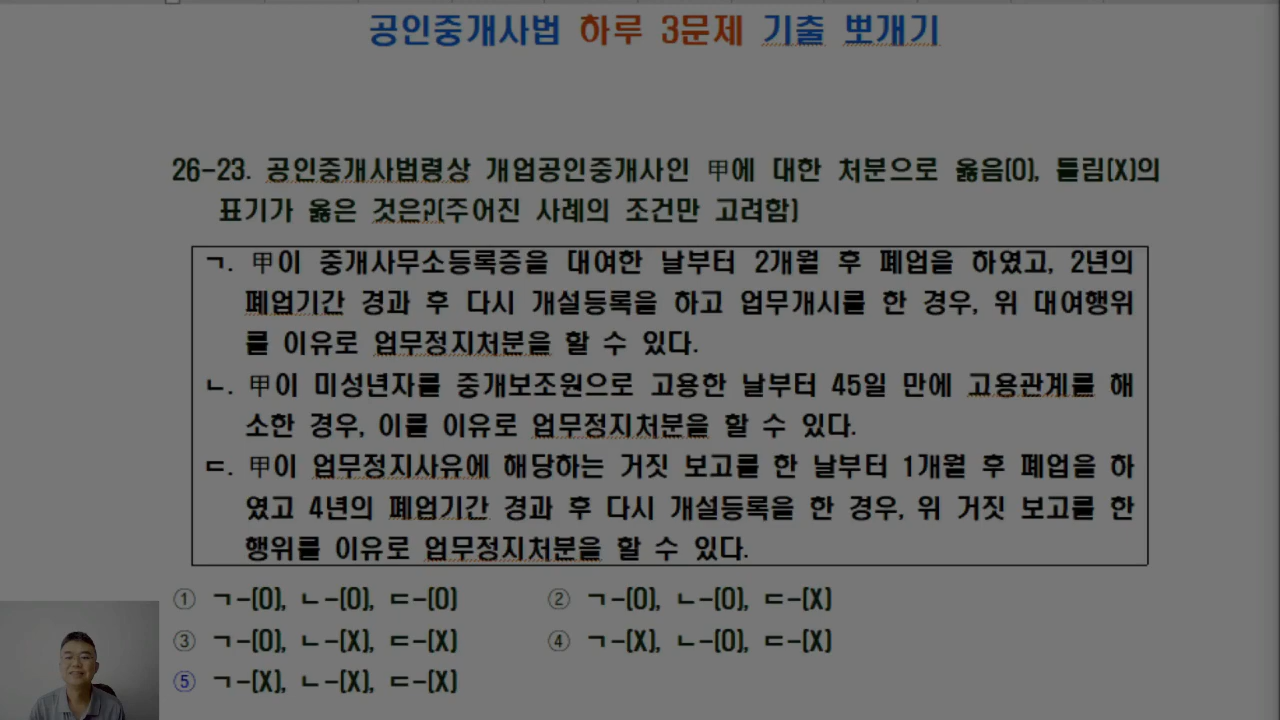 공인중개사법 하루 3문제 기출 뽀개기
26-23. 공인중개사법령상 개업공인중개사인 甲에 대한 처분으로 옳음(O), 틀림(X)의
표기가 옳은 것은?(주어진 사례의 조건만 고려함)
ㄱ. 甲이 중개사무소등록증을 대여한 날부터 2개월 후 폐업을 하였고, 2년의
폐업기간 경과 후 다시 개설등록을 하고 업무개시를 한 경우, 위 대여행위
를 이유로 업무정지처분을 할 수 있다.
ㄴ. 甲이 미성년자를 중개보조원으로 고용한 날부터 45일 만에 고용관계를 해
소한 경우, 이를 이유로 업무정지처분을 할 수 있다.
ㄷ. 甲이 업무정지사유에 해당하는 거짓 보고를 한 날부터 1개월 후 폐업을 하
였고 4년의 폐업기간 경과 후 다시 개설등록을 한 경우, 위 거짓 보고를 한
행위를 이유로 업무정지처분을 할 수 있다.
① ㄱ-(O), ㄴ-(O), ㄷ-(O) ② ㄱ-(O), ㄴ-(O), ㄷ-(X)
③ ㄱ-(O), ㄴ-(X), ㄷ-(X) ④ ㄱ-(X), ㄴ-(O), ㄷ-(X)
⑤ ㄱ-(X), ㄴ-(X), ㄷ-(X)